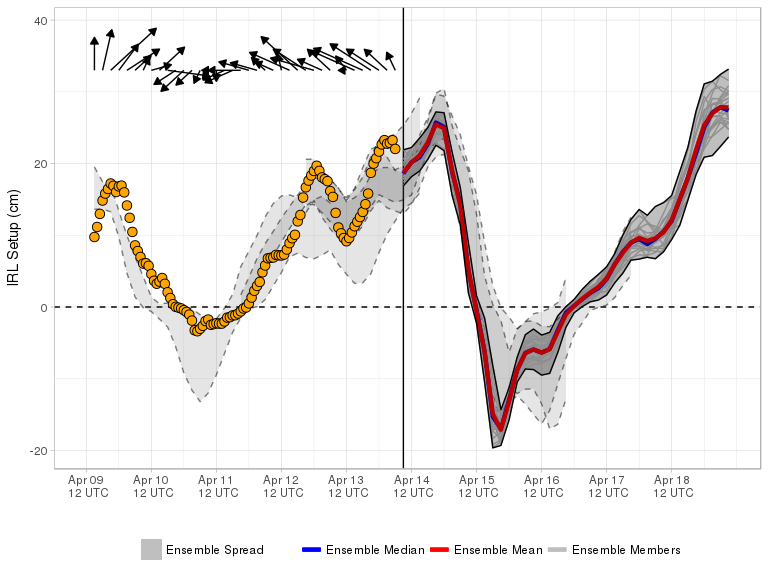 40
20
0
-20
IRL Setup (cm)
Apr 09 Apr 10 Apr 11 Apr 12 Apr 13 Apr 14 Apr 15 Apr 16 Apr 17 Apr 18
12 UTC 12 UTC 12 UTC 12 UTC 12 UTC 12 UTC 12 UTC 12 UTC 12 UTC 12 UTC
Ensemble Spread Ensemble Median Ensemble Mean Ensemble Members